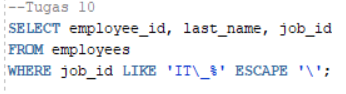 --Tugas 10
SELECT employee_id, last_name, job_id
FROM employees
WHERE job_id LIKE 'IT\_%' ESCAPE '\';